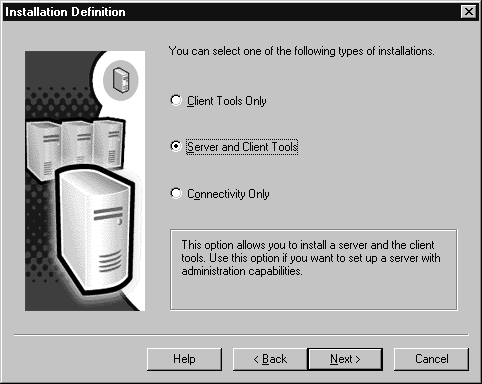 Installation Definition
You can select one of the following types of installations.
Client Tools Only
Server and Client Tools
Connectivity Only
This option allows you to install a server and the client
tools. Use this option if you want to set up a server with
administration capabilities.
Help
< Back
Next >
Cancel